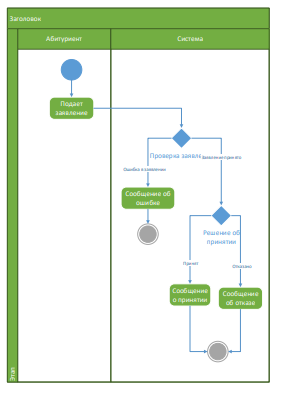 Заголовок
Абитуриент
Система
Подает
заявление
Проверка заявле
Заявление принято
Ошибка в заявлении
Сообщение об
ошибке
Решение об
принятии
Принят
Отказано
Сообщение
о принятии
Сообщение
об отказе
Этап